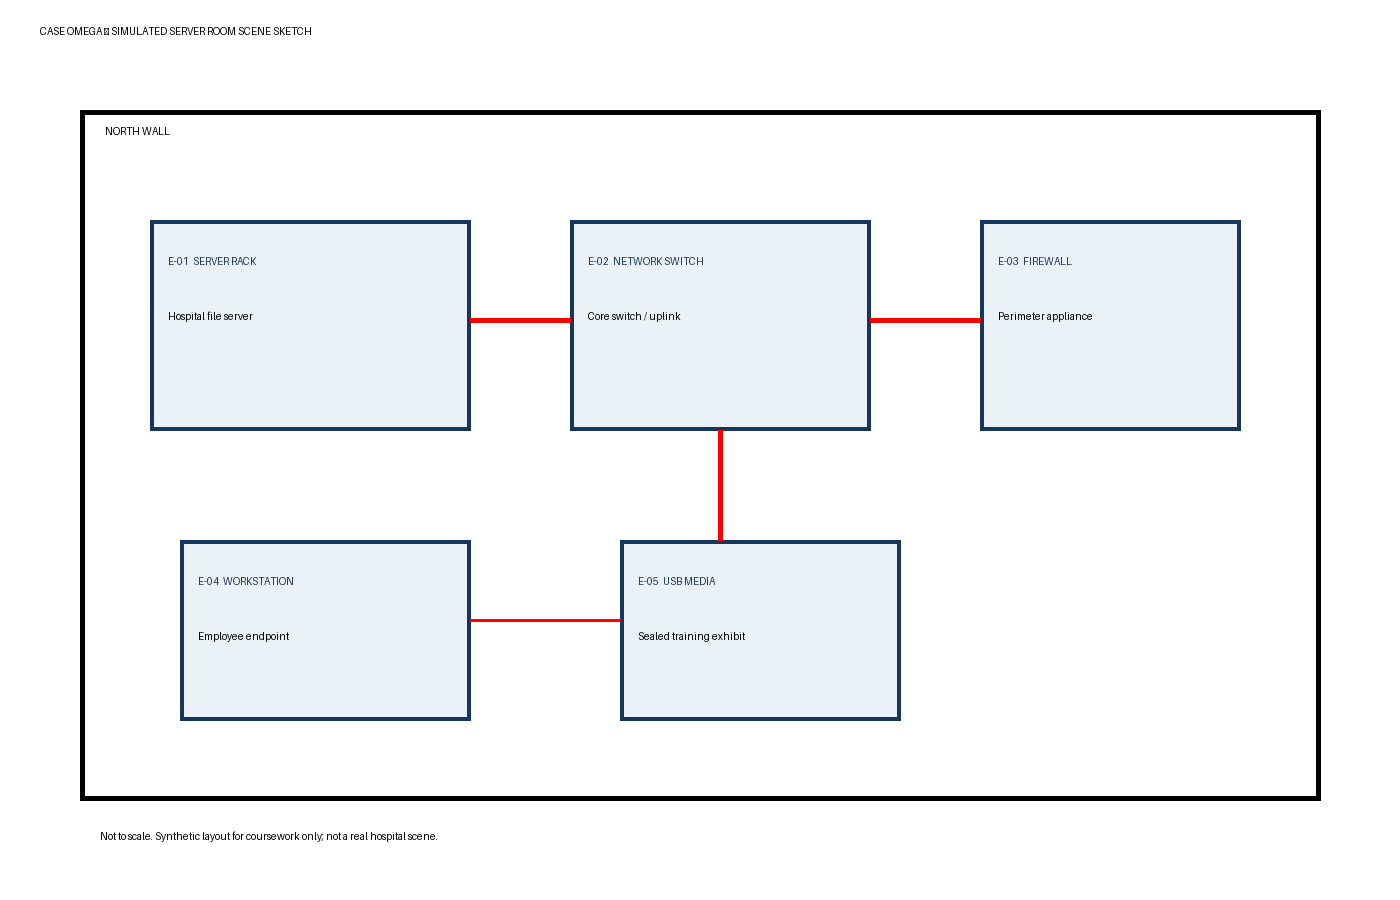 CASE OMEGA▯ SIMULATED SERVER ROOM SCENE SKETCH
NORTH WALL
E-01 SERVER RACK
Hospital file server
E-02 NETWORK SWITCH
Core switch / uplink
E-03 FIREWALL
Perimeter appliance
E-04 WORKSTATION
Employee endpoint
E-05 USB MEDIA
Sealed training exhibit
Not to scale. Synthetic layout for coursework only; not a real hospital scene.